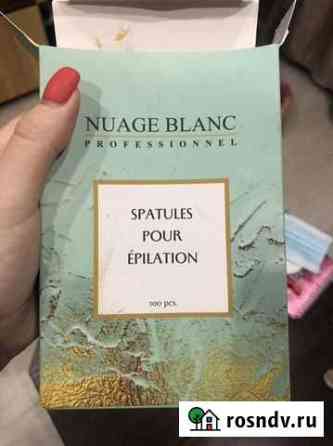 NUAGE BLANC
PROFESSIONNEL
SPATULES
POUR
ÉPILATION
100 pcs.
rosndv.ru